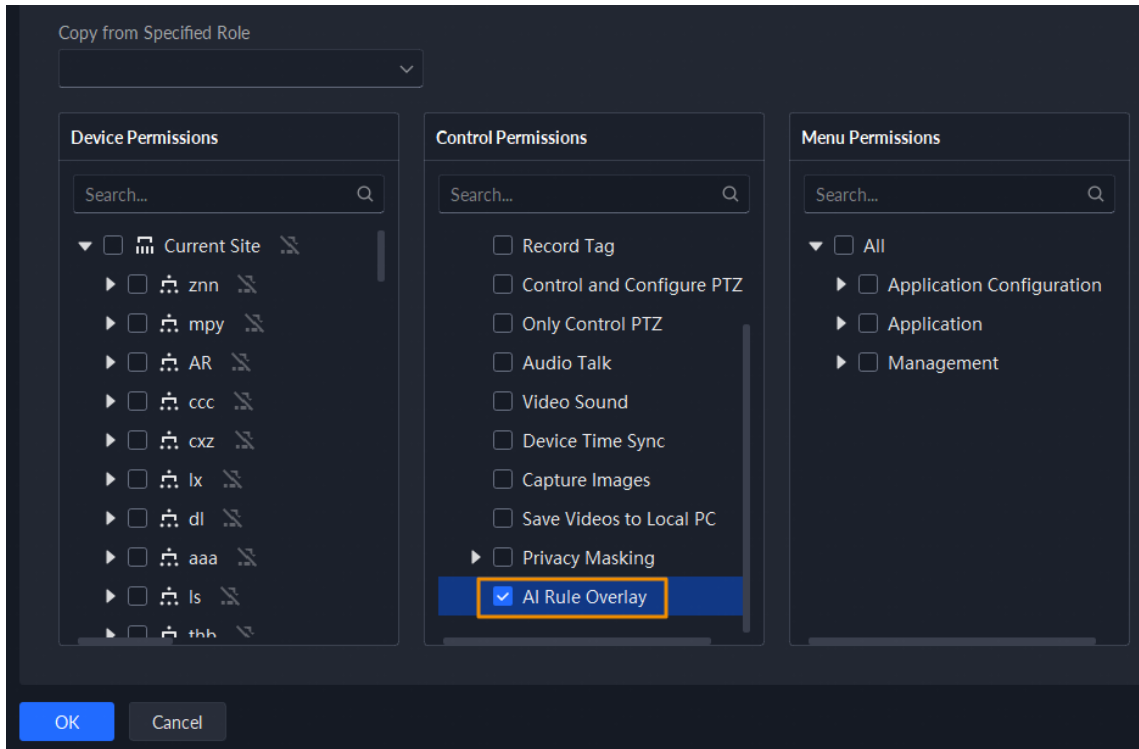 Copy from Specified Role
Device Permissions
Search...
Current Site
znn
mpy
AR
ccc
cxz
lx
dl
aaa
ls
Control Permissions
Search...
Record Tag
Control and Configure PTZ
Only Control PTZ
Audio Talk
Video Sound
Device Time Sync
Capture Images
Save Videos to Local PC
Privacy Masking
AI Rule Overlay
Menu Permissions
Search...
All
Application Configuration
Application
Management
OK
Cancel